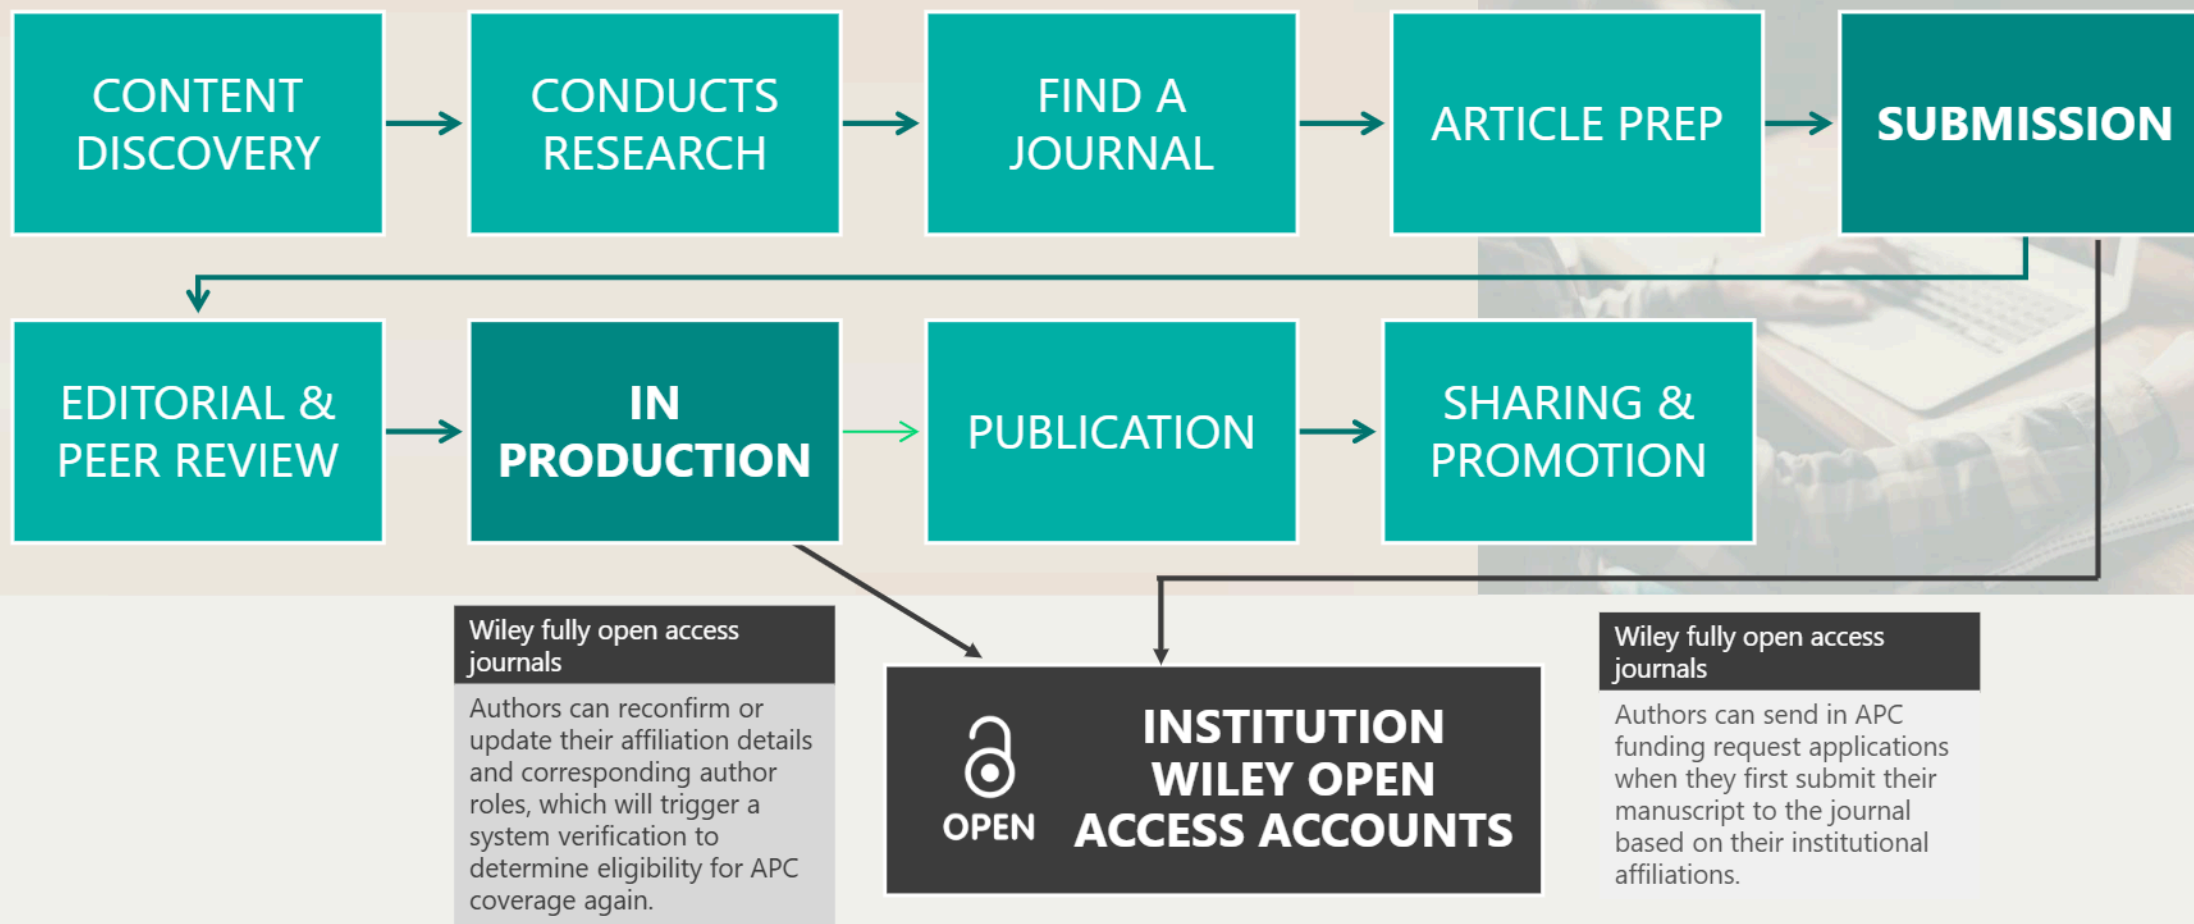 CONTENT
DISCOVERY
CONDUCTS
RESEARCH
FIND A
JOURNAL
ARTICLE PREP
SUBMISSION
EDITORIAL &
PEER REVIEW
IN
PRODUCTION
PUBLICATION
SHARING &
PROMOTION
Wiley fully open access
journals
Authors can reconfirm or
update their affiliation details
and corresponding author
roles, which will trigger a
system verification to
determine eligibility for APC
coverage again.
OPEN
INSTITUTION
WILEY OPEN
ACCESS ACCOUNTS
Wiley fully open access
journals
Authors can send in APC
funding request applications
when they first submit their
manuscript to the journal
based on their institutional
affiliations.